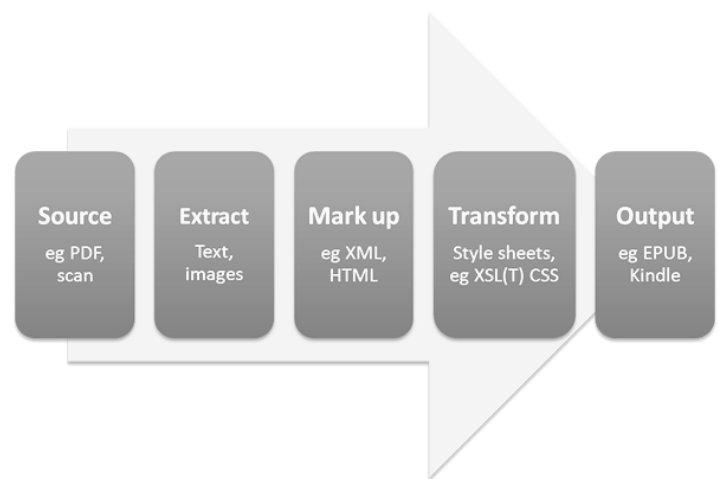 Source
eg PDF,
scan
Extract
Text,
images
Mark up
eg XML,
HTML
Transform
Style sheets,
eg XSL(T) CSS
Output
eg EPUB,
Kindle